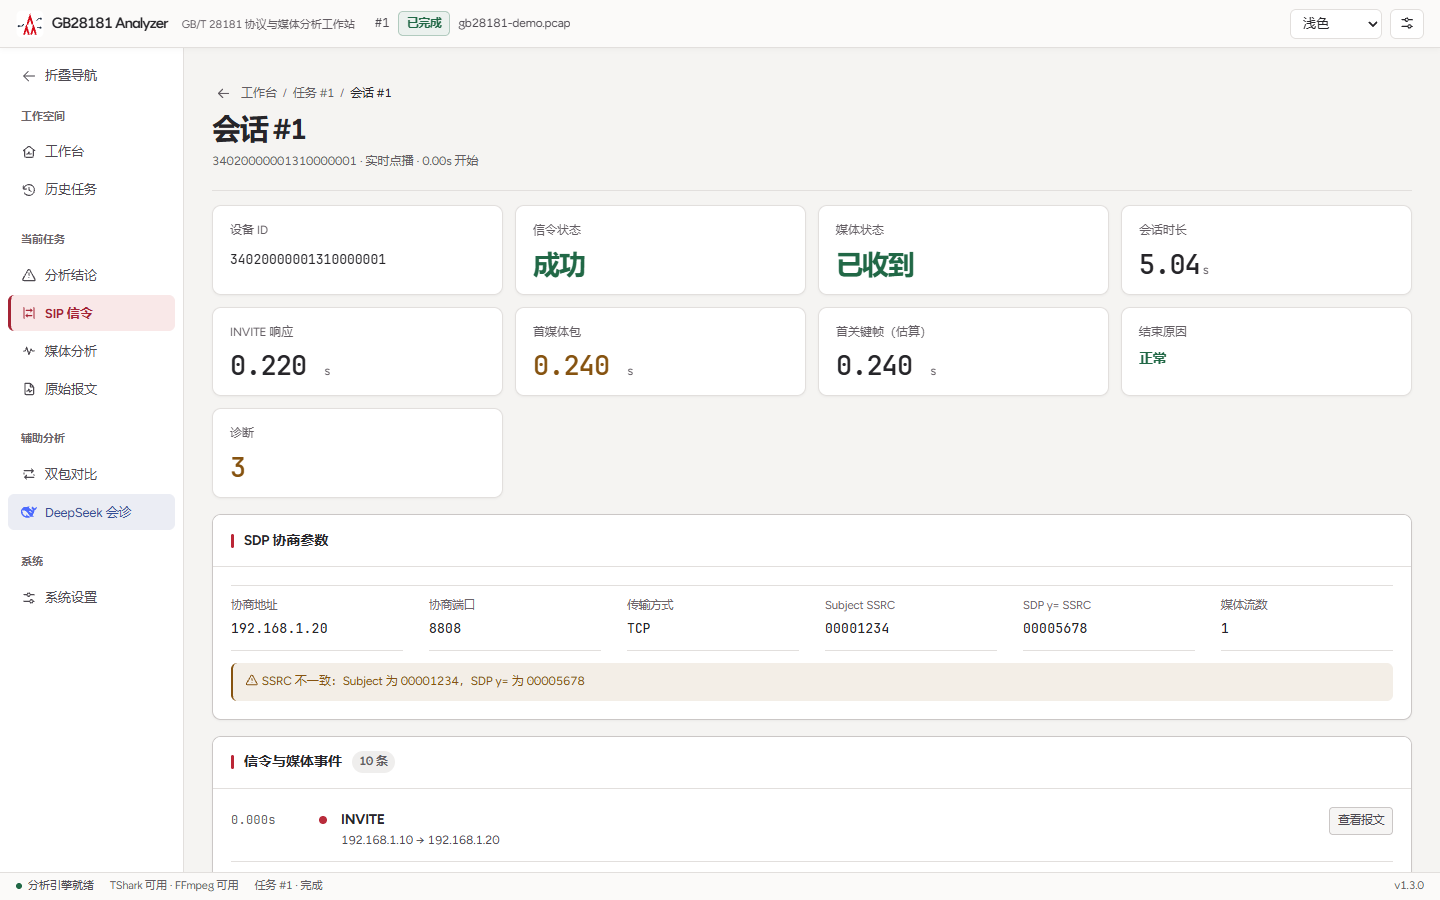 GB28181 Analyzer GB/T 28181 协议与媒体分析工作站 #1 已完成 gb28181-demo.pcap 浅色
折叠导航
工作空间
工作台
历史任务
当前任务
分析结论
SIP 信令
媒体分析
原始报文
辅助分析
双包对比
DeepSeek 会诊
系统
系统设置
工作台 / 任务 #1 / 会话 #1
会话 #1
34020000001310000001 · 实时点播 · 0.00s 开始
设备 ID
34020000001310000001
信令状态
成功
媒体状态
已收到
会话时长
5.04 s
INVITE 响应
0.220 s
首媒体包
0.240 s
首关键帧（估算）
0.240 s
结束原因
正常
诊断
3
SDP 协商参数
协商地址
192.168.1.20
协商端口
8808
传输方式
TCP
Subject SSRC
00001234
SDP y= SSRC
00005678
媒体流数
1
SSRC 不一致：Subject 为 00001234，SDP y= 为 00005678
信令与媒体事件 10 条
0.000s INVITE 查看报文
192.168.1.10 → 192.168.1.20
分析引擎就绪 TShark 可用 · FFmpeg 可用 任务 #1 · 完成 v1.3.0